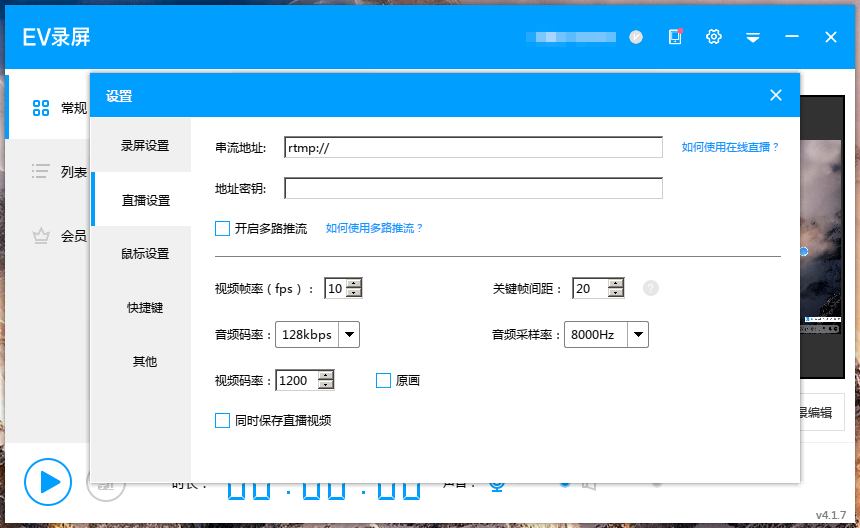 EV录屏
常规
列表
会员
设置
录屏设置
直播设置
鼠标设置
快捷键
其他
串流地址: rtmp:// 如何使用在线直播？
地址密钥:
开启多路推流 如何使用多路推流？
视频帧率（fps）: 10 关键帧间距: 20 ?
音频码率: 128kbps 音频采样率: 8000Hz
视频码率: 1200 原画
同时保存直播视频
景编辑
时长:
声音:
v4.1.7